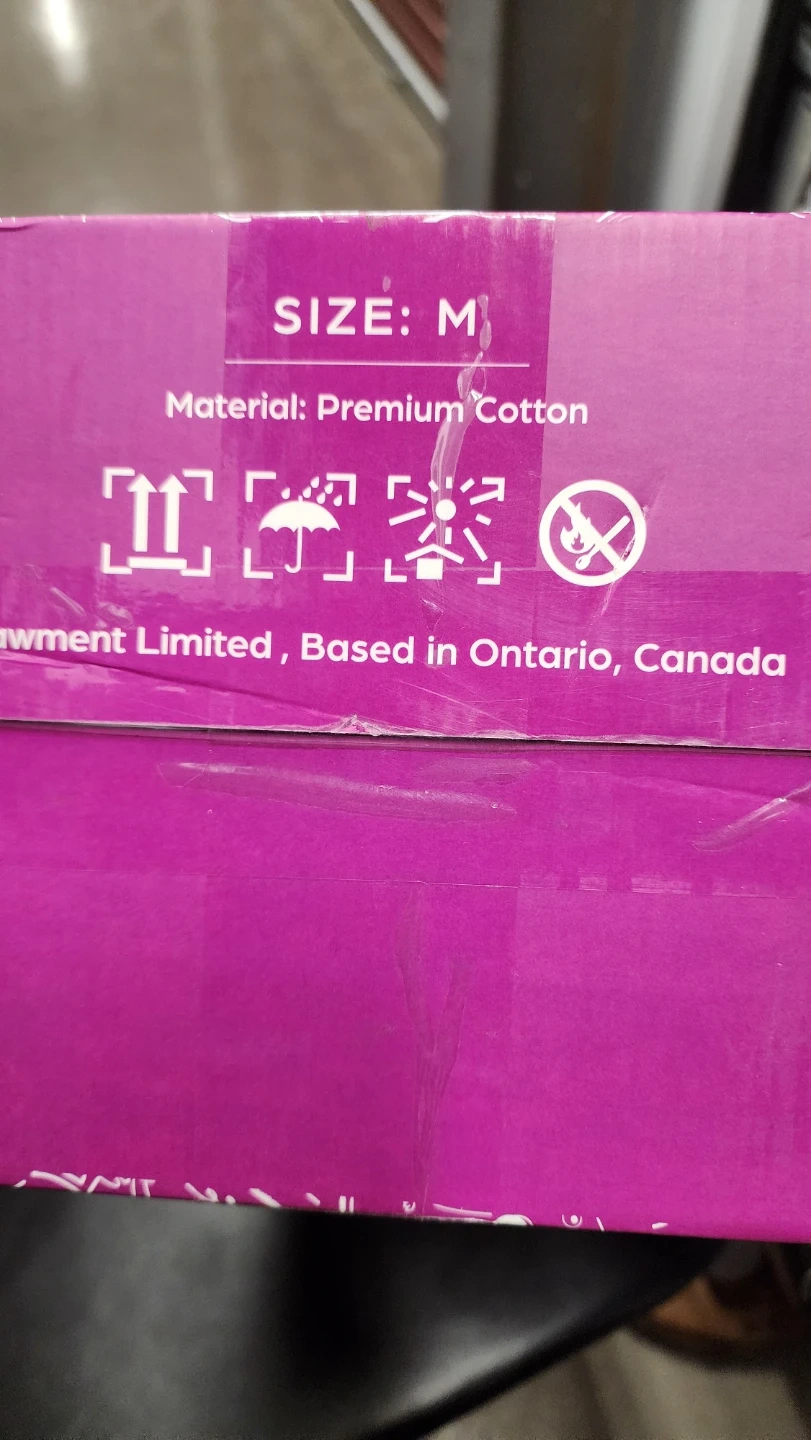 SIZE: M
Material: Premium Cotton
awment Limited , Based in Ontario, Canada